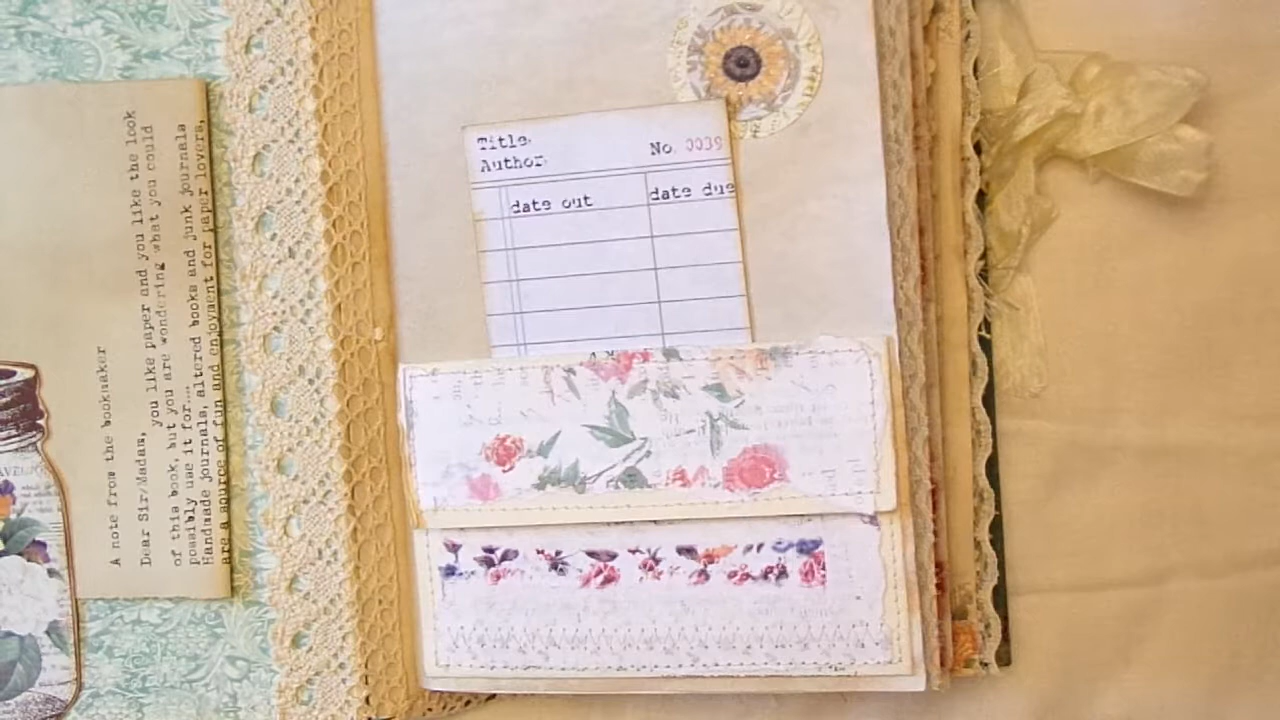 A note from the bookmaker
Dear Sir/Madam,
you like paper and you like the look
of this book, but you are wondering what you could
possibly use it for....
Handmade journals, altered books and junk journals
are a source of fun and enjoyment for paper lovers,
Title:
Author:
No. 0039
date out
date due